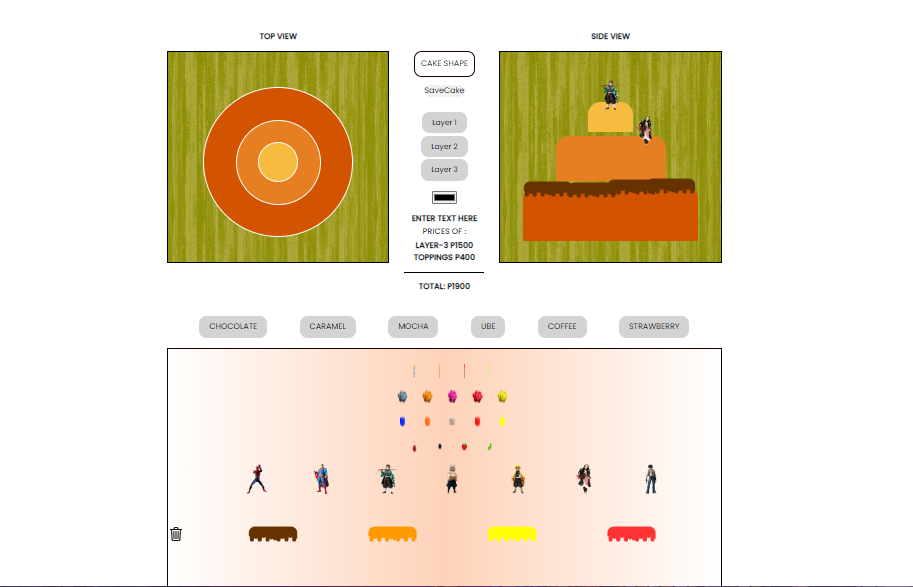 TOP VIEW
SIDE VIEW
CAKE SHAPE
SaveCake
Layer 1
Layer 2
Layer 3
ENTER TEXT HERE
PRICES OF :
LAYER-3 P1500
TOPPINGS P400
TOTAL: P1900
CHOCOLATE
CARAMEL
MOCHA
UBE
COFFEE
STRAWBERRY